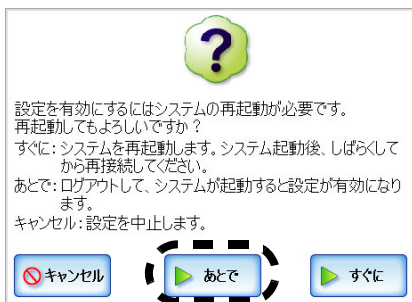 ?
設定を有効にするにはシステムの再起動が必要です。
再起動してもよろしいですか？
すぐに：システムを再起動します。システム起動後、しばらくして
から再接続してください。
あとで：ログアウトして、システムが起動すると設定が有効になり
ます。
キャンセル：設定を中止します。
キャンセル あとで すぐに